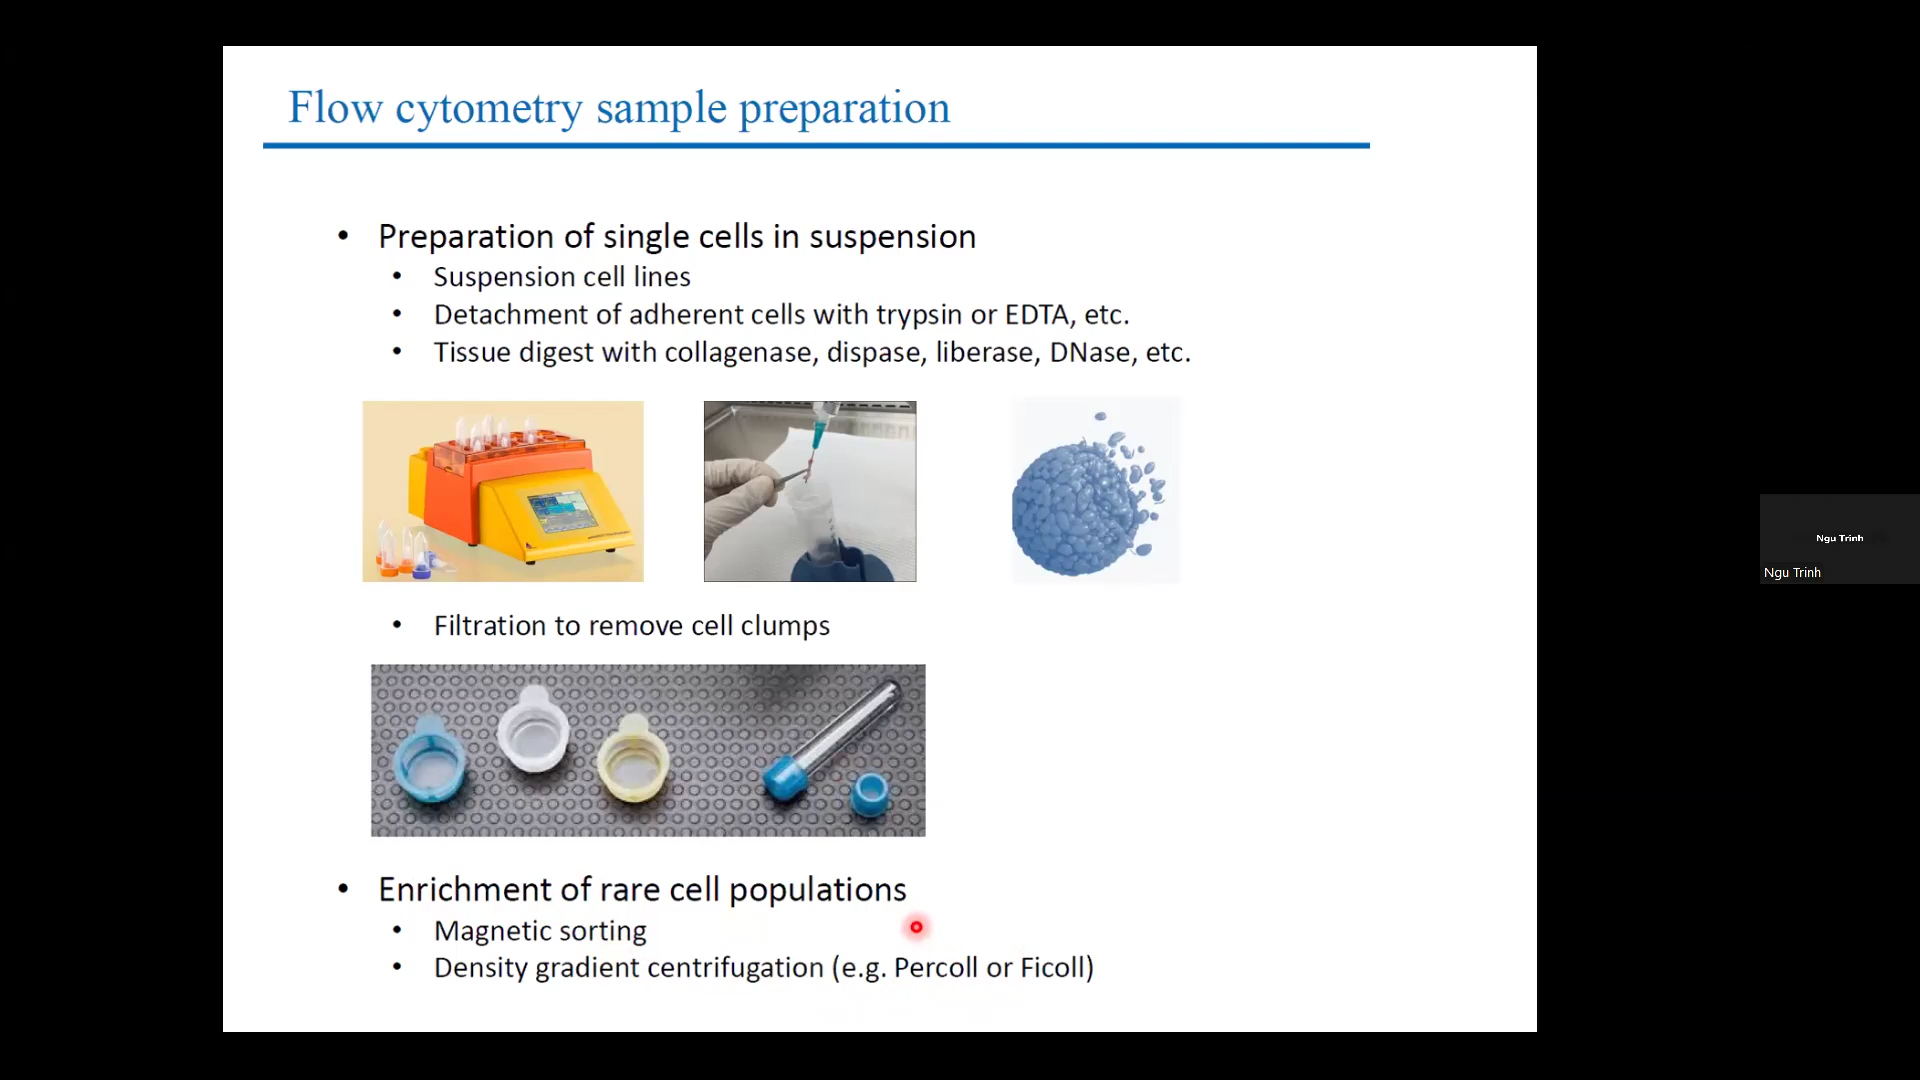 Flow cytometry sample preparation
• Preparation of single cells in suspension
• Suspension cell lines
• Detachment of adherent cells with trypsin or EDTA, etc.
• Tissue digest with collagenase, dispase, liberase, DNase, etc.
• Filtration to remove cell clumps
• Enrichment of rare cell populations
• Magnetic sorting
• Density gradient centrifugation (e.g. Percoll or Ficoll)
Ngu Trinh
Ngu Trinh